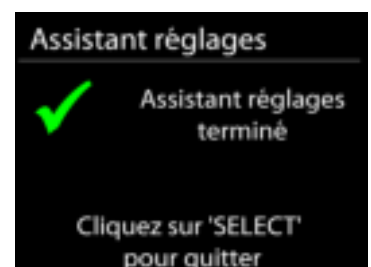 Assistant réglages
Assistant réglages
terminé
Cliquez sur 'SELECT'
pour quitter